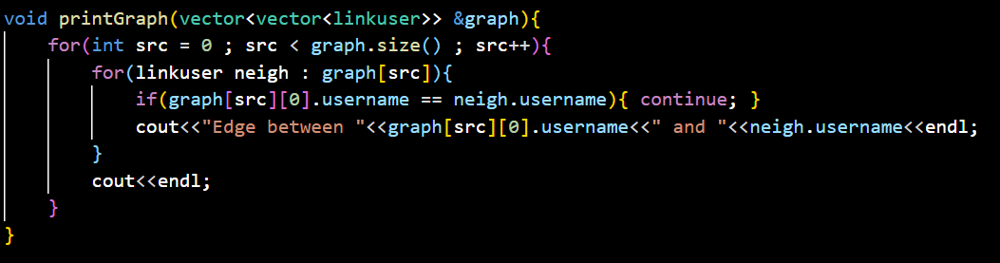 void printGraph(vector<vector<linkuser>> &graph){
    for(int src = 0 ; src < graph.size() ; src++){
        for(linkuser neigh : graph[src]){
            if(graph[src][0].username == neigh.username){ continue; }
            cout<<"Edge between "<<graph[src][0].username<<" and "<<neigh.username<<endl;
        }
        cout<<endl;
    }
}